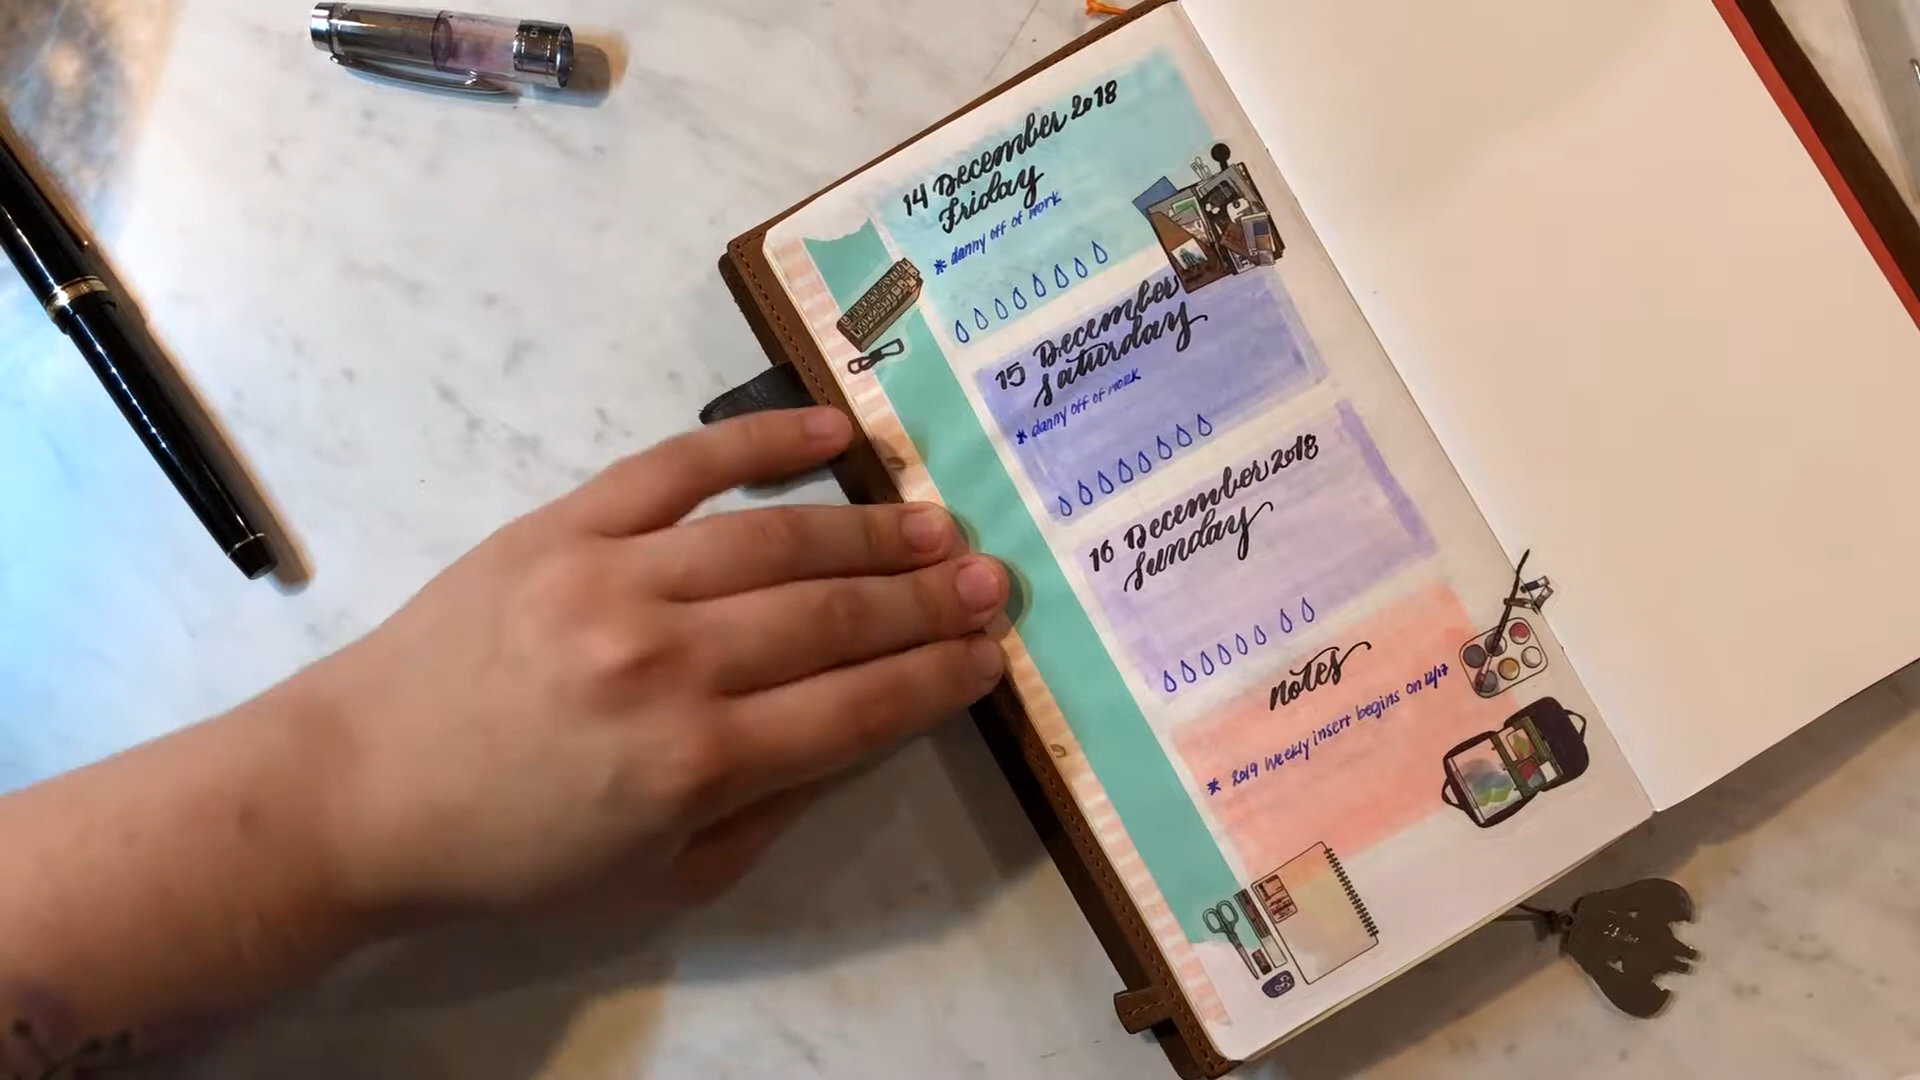 14 December 2018
Friday
* danny off of work
15 December
Saturday
* danny off of work
16 December 2018
Sunday
notes
* 2019 weekly insert begins on 12/17